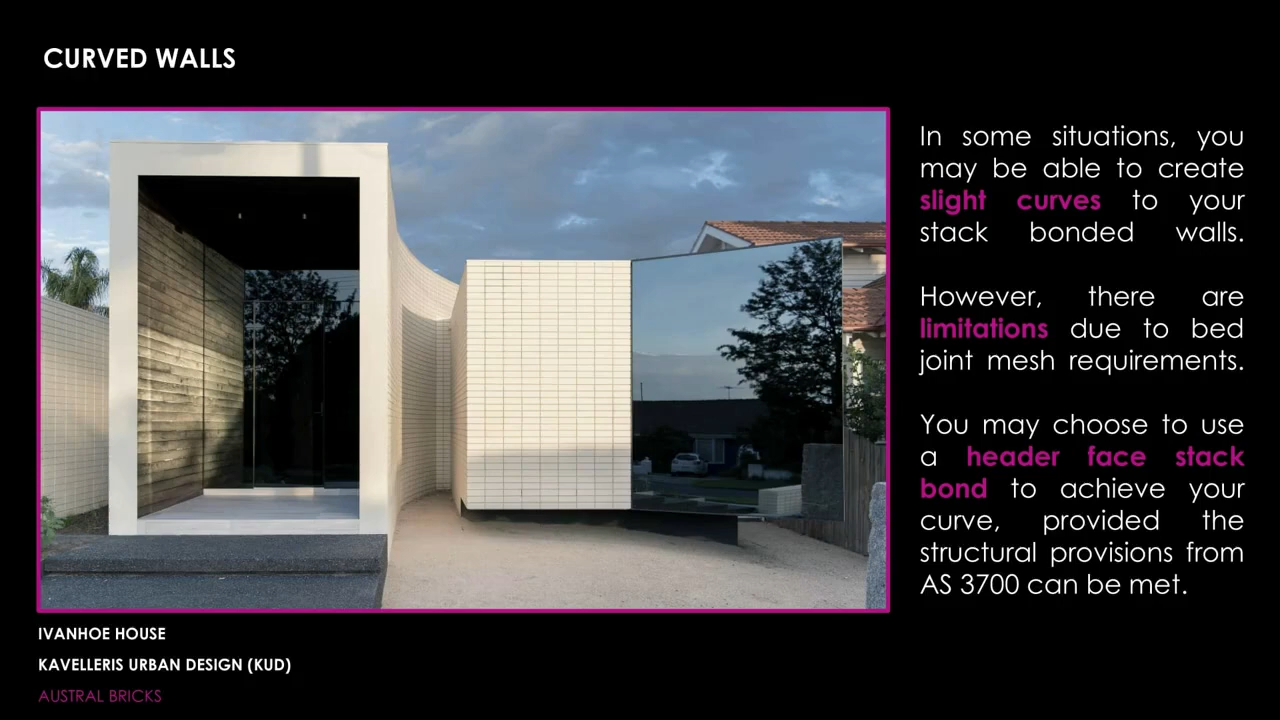 CURVED WALLS
In some situations, you
may be able to create
slight curves to your
stack bonded walls.
However, there are
limitations due to bed
joint mesh requirements.
You may choose to use
a header face stack
bond to achieve your
curve, provided the
structural provisions from
AS 3700 can be met.
IVANHOE HOUSE
KAVELLERIS URBAN DESIGN (KUD)
AUSTRAL BRICKS